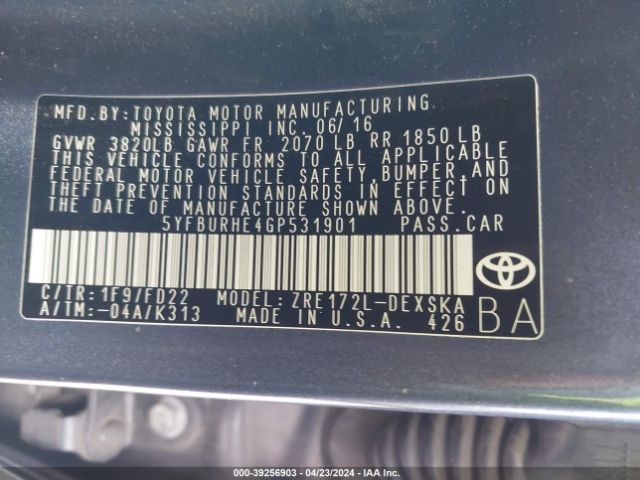 MFD.BY:TOYOTA MOTOR MANUFACTURING
MISSISSIPPI INC. 06/16
GVWR 3820LB GAWR FR 2070 LB RR 1850 LB
THIS VEHICLE CONFORMS TO ALL APPLICABLE
FEDERAL MOTOR VEHICLE SAFETY,BUMPER,AND
THEFT PREVENTION STANDARDS IN EFFECT ON
THE DATE OF MANUFACTURE SHOWN ABOVE.
5YFBURHE4GP531901 PASS.CAR
C/TR:1F9/FD22 MODEL: ZRE172L-DEXSKA
A/TM:-04A/K313 MADE IN U.S.A. 426 BA
000-39256903 / 04/23/2024 / IAA Inc.